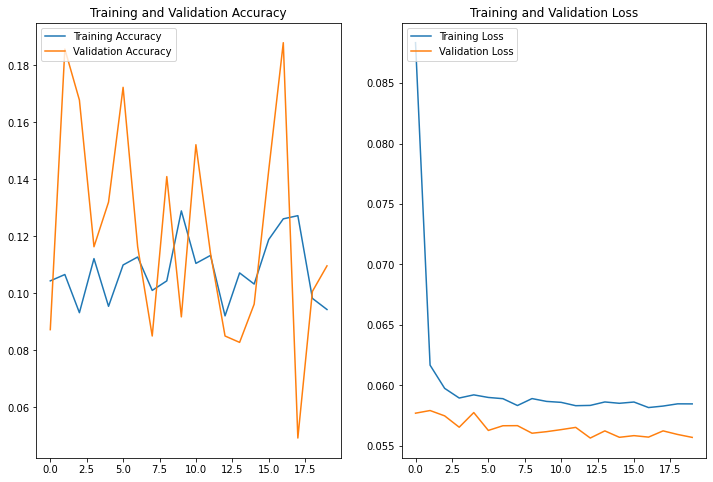 Training and Validation Accuracy
Training Accuracy
Validation Accuracy
0.18
0.16
0.14
0.12
0.10
0.08
0.06
0.0 2.5 5.0 7.5 10.0 12.5 15.0 17.5
Training and Validation Loss
Training Loss
Validation Loss
0.085
0.080
0.075
0.070
0.065
0.060
0.055
0.0 2.5 5.0 7.5 10.0 12.5 15.0 17.5